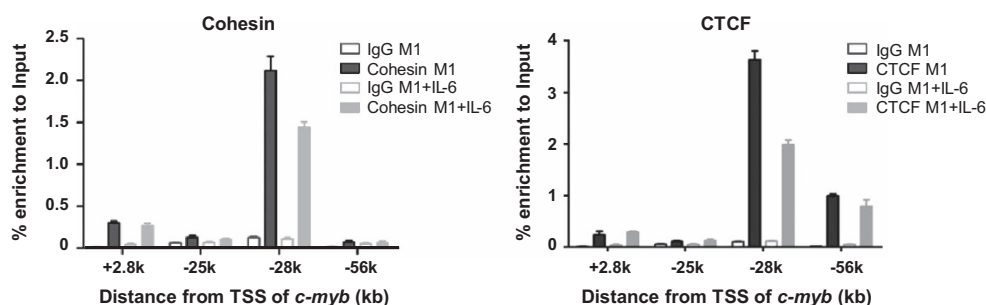 Cohesin
% enrichment to Input
2.5
2.0
1.5
1.0
0.5
0
IgG M1
Cohesin M1
IgG M1+IL-6
Cohesin M1+IL-6
+2.8k -25k -28k -56k
Distance from TSS of c-myb (kb)
CTCF
% enrichment to Input
4
3
2
1
0
IgG M1
CTCF M1
IgG M1+IL-6
CTCF M1+IL-6
+2.8k -25k -28k -56k
Distance from TSS of c-myb (kb)